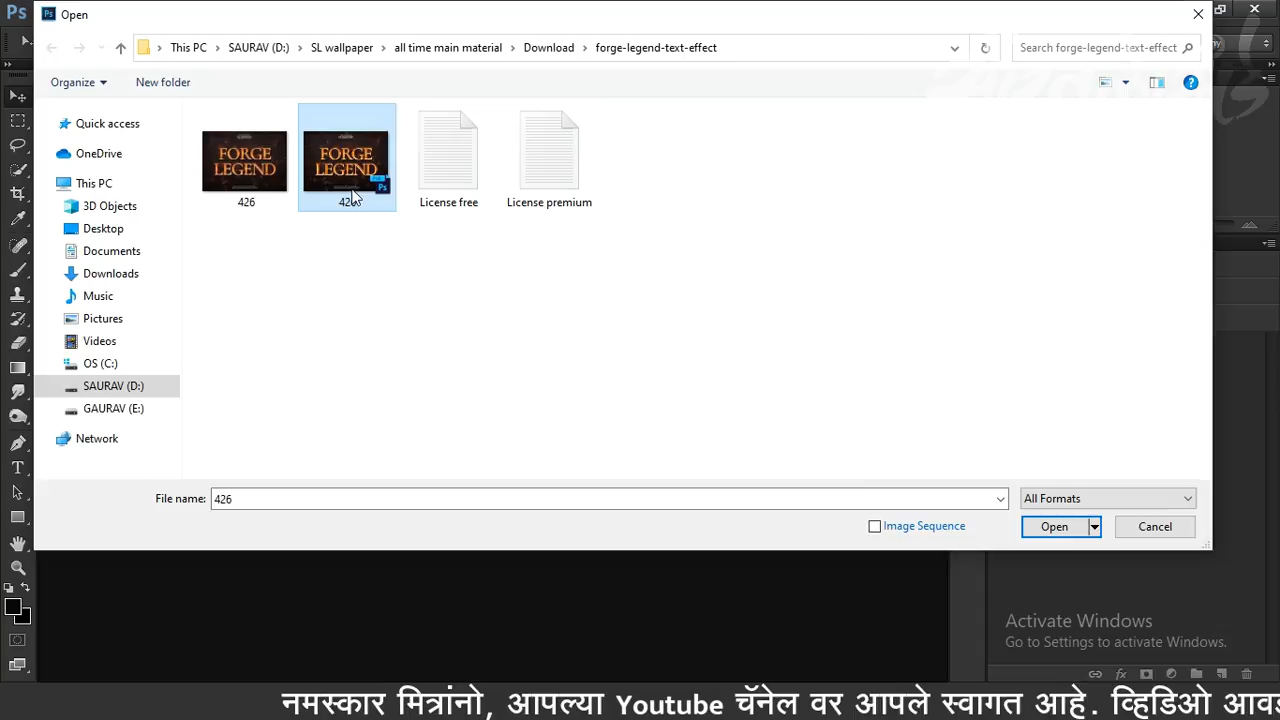 Ps
Open
This PC > SAURAV (D:) > SL wallpaper > all time main material > Download > forge-legend-text-effect
Search forge-legend-text-effect
Organize
New folder
Quick access
OneDrive
This PC
3D Objects
Desktop
Documents
Downloads
Music
Pictures
Videos
OS (C:)
SAURAV (D:)
GAURAV (E:)
Network
FORGE
LEGEND
426
FORGE
LEGEND
Ps
426
License free
License premium
File name:
426
All Formats
Image Sequence
Open
Cancel
Activate Windows
Go to Settings to activate Windows.
नमस्कार मित्रांनो, आपल्या Youtube चॅनेल वर आपले स्वागत आहे. व्हिडिओ